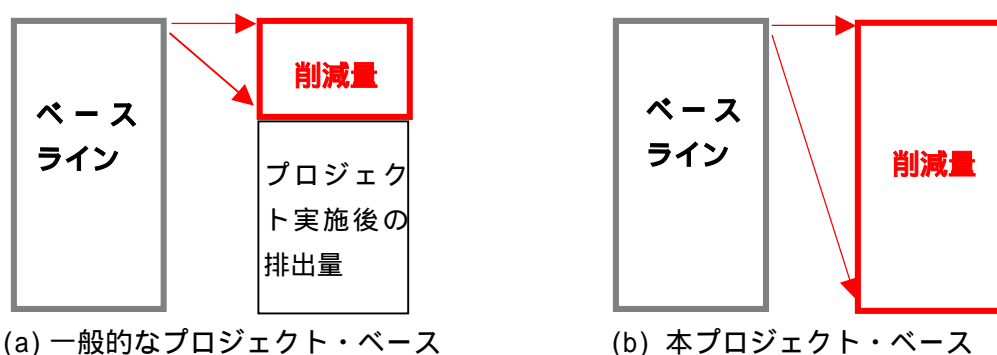 ベース
ライン
削減量
プロジェク
ト実施後の
排出量
(a) 一般的なプロジェクト・ベース
ベース
ライン
削減量
(b) 本プロジェクト・ベース